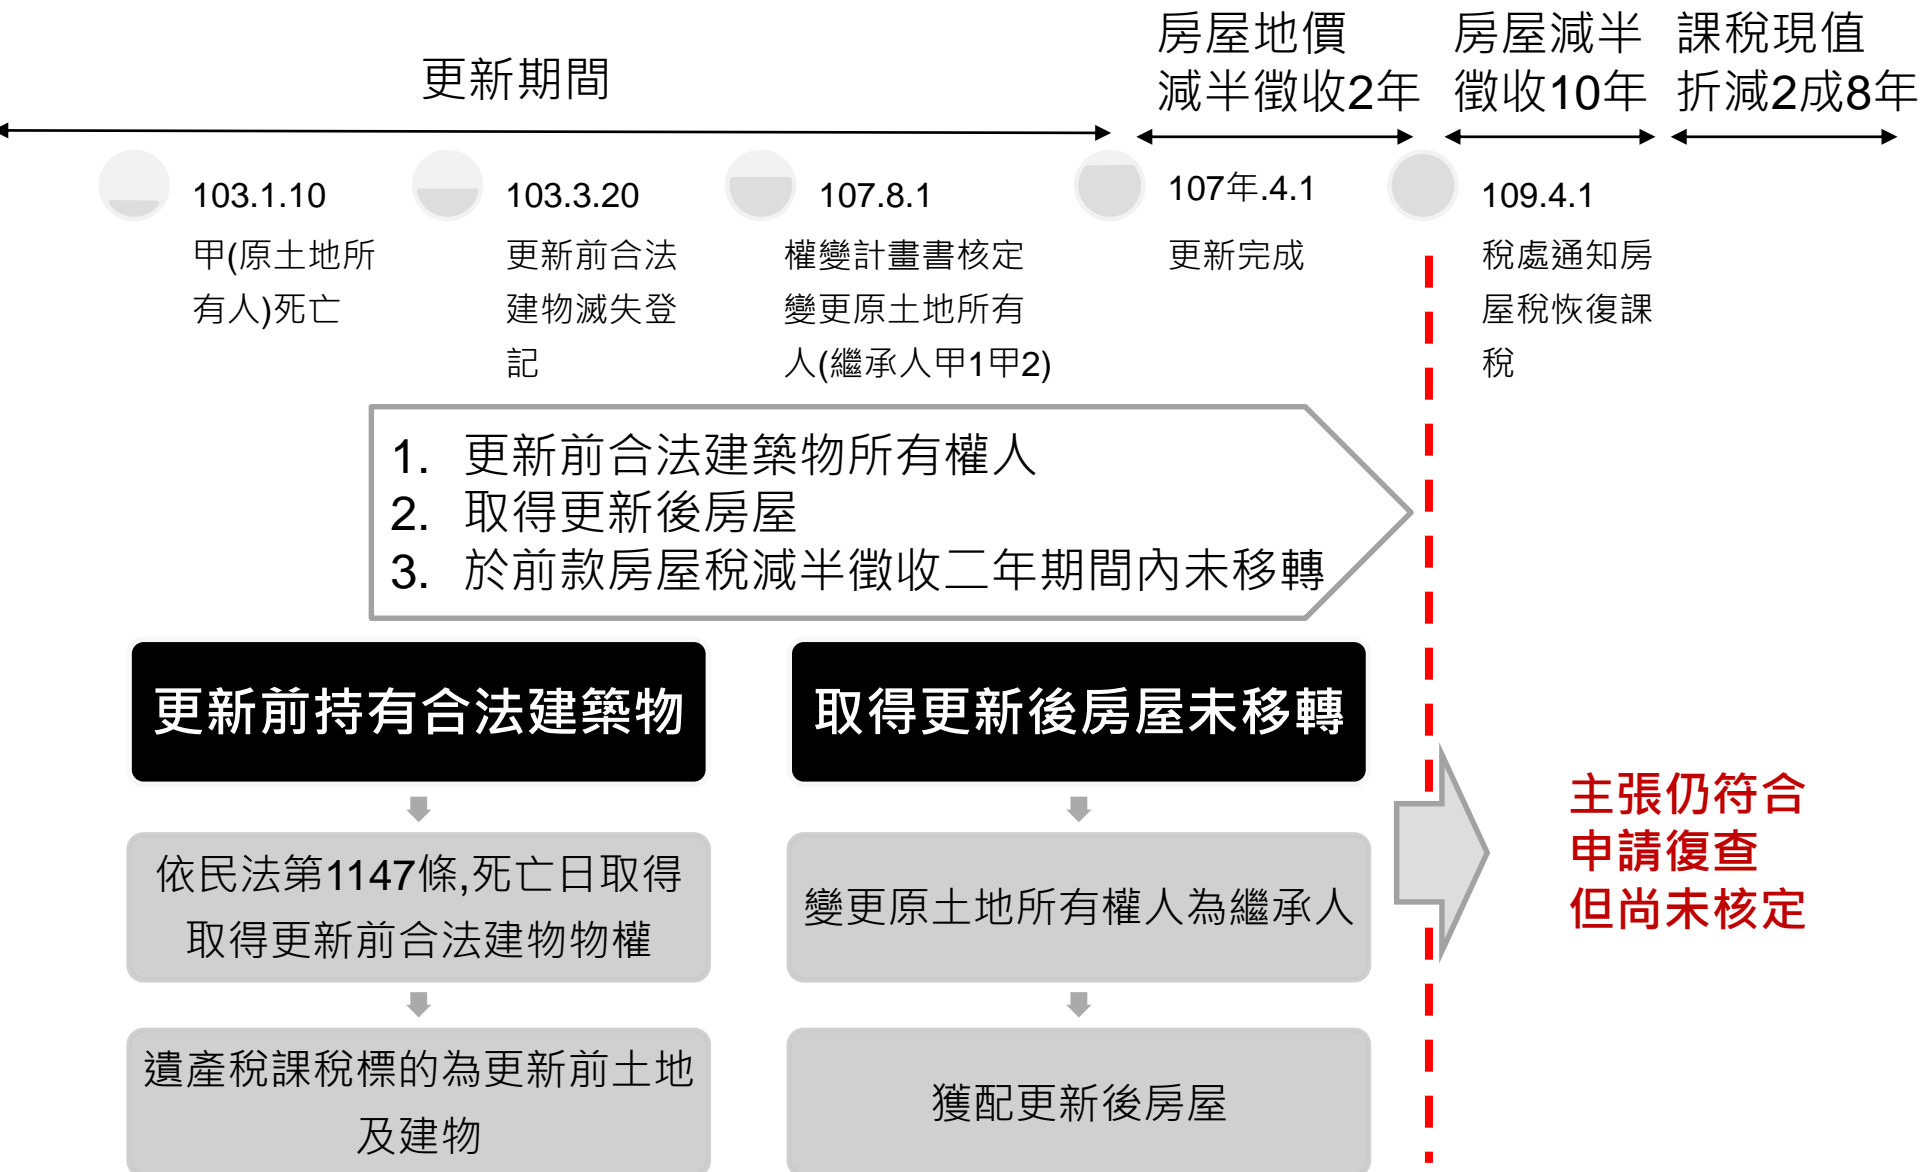 更新期間
房屋地價
減半徵收2年
房屋減半
徵收10年
課稅現值
折減2成8年
103.1.10
甲(原土地所
有人)死亡
103.3.20
更新前合法
建物滅失登
記
107.8.1
權變計畫書核定
變更原土地所有
人(繼承人甲1甲2)
107年.4.1
更新完成
109.4.1
稅處通知房
屋稅恢復課
稅
1. 更新前合法建築物所有權人
2. 取得更新後房屋
3. 於前款房屋稅減半徵收二年期間內未移轉
更新前持有合法建築物
依民法第1147條,死亡日取得
取得更新前合法建物物權
遺產稅課稅標的為更新前土地
及建物
取得更新後房屋未移轉
變更原土地所有權人為繼承人
獲配更新後房屋
主張仍符合
申請復查
但尚未核定